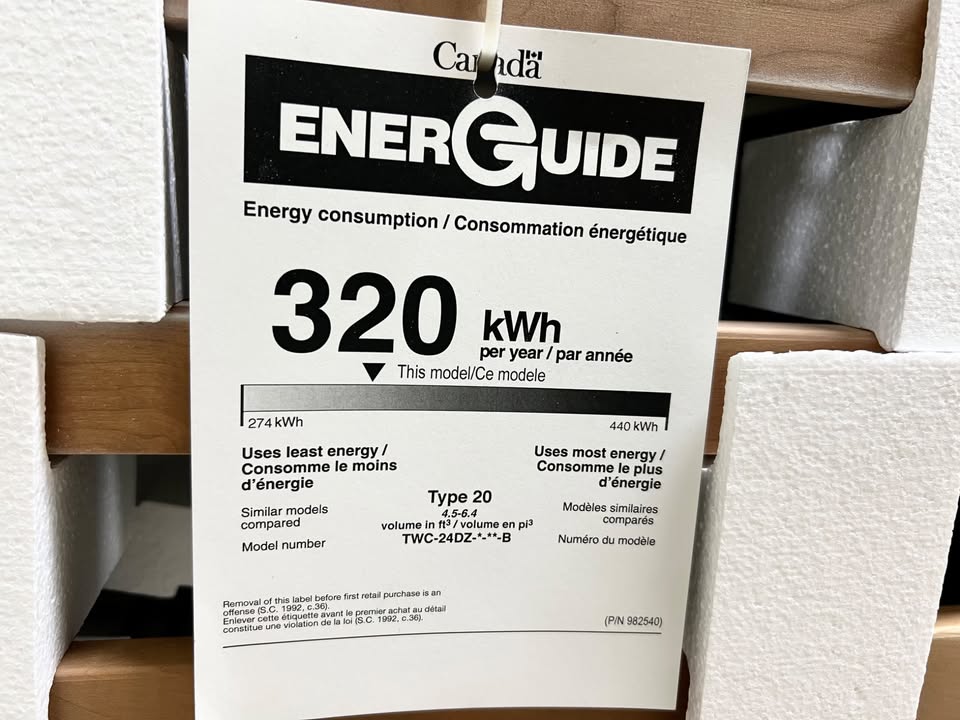 Canada
ENERGUIDE
Energy consumption / Consommation énergétique
320 kWh
per year / par année
This model/Ce modele
274 kWh
440 kWh
Uses least energy /
Consomme le moins
d'énergie
Uses most energy /
Consomme le plus
d'énergie
Similar models
compared
Type 20
4.5-6.4
volume in ft³ / volume en pi³
Modèles similaires
comparés
Model number
TWC-24DZ-*-**-B
Numéro du modèle
Removal of this label before first retail purchase is an
offense (S.C. 1992, c.36).
Enlever cette étiquette avant le premier achat au détail
constitue une violation de la loi (S.C. 1992, c.36).
(P/N 982540)